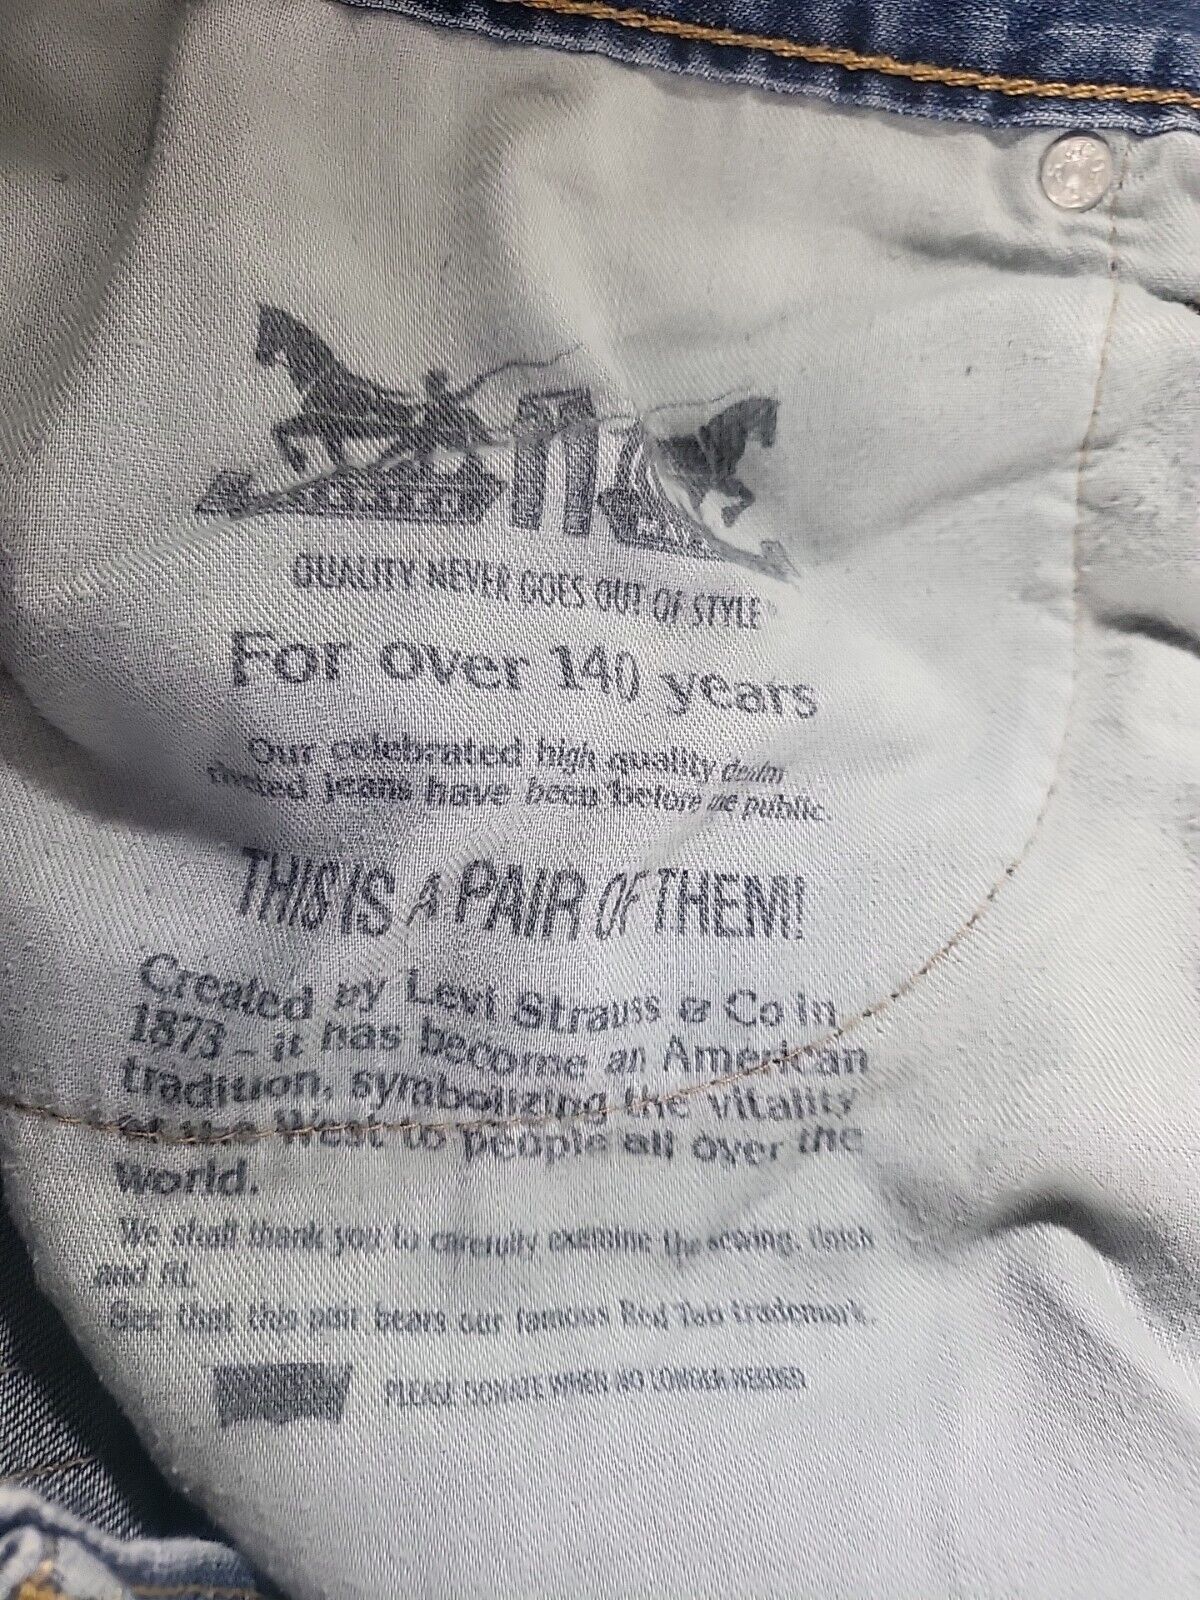 QUALITY NEVER GOES OUT OF STYLE
For over 140 years
Our celebrated high quality denim
jeans have been before the public.
THIS IS A PAIR OF THEM!
Created by Levi Strauss & Co in
1873 - it has become an American
tradition, symbolizing the vitality
of the West to people all over the
world.
We shall thank you to carefully examine the sewing, finish
and fit.
See that this pair bears our famous Red Tab trademark.
PLEASE DONATE WHEN NO LONGER NEEDED